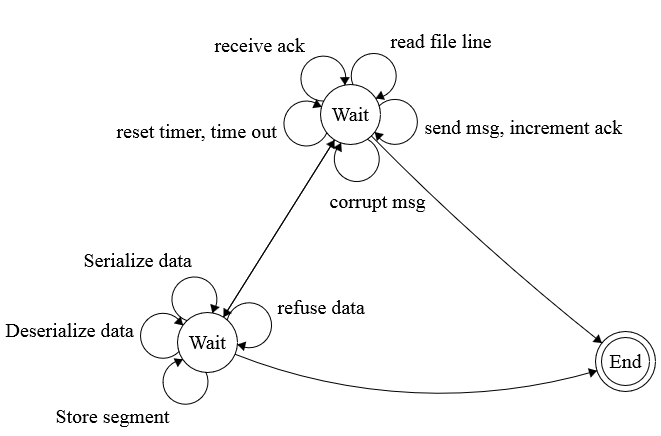 receive ack
read file line
Wait
reset timer, time out
send msg, increment ack
corrupt msg
Serialize data
refuse data
Deserialize data
Wait
End
Store segment